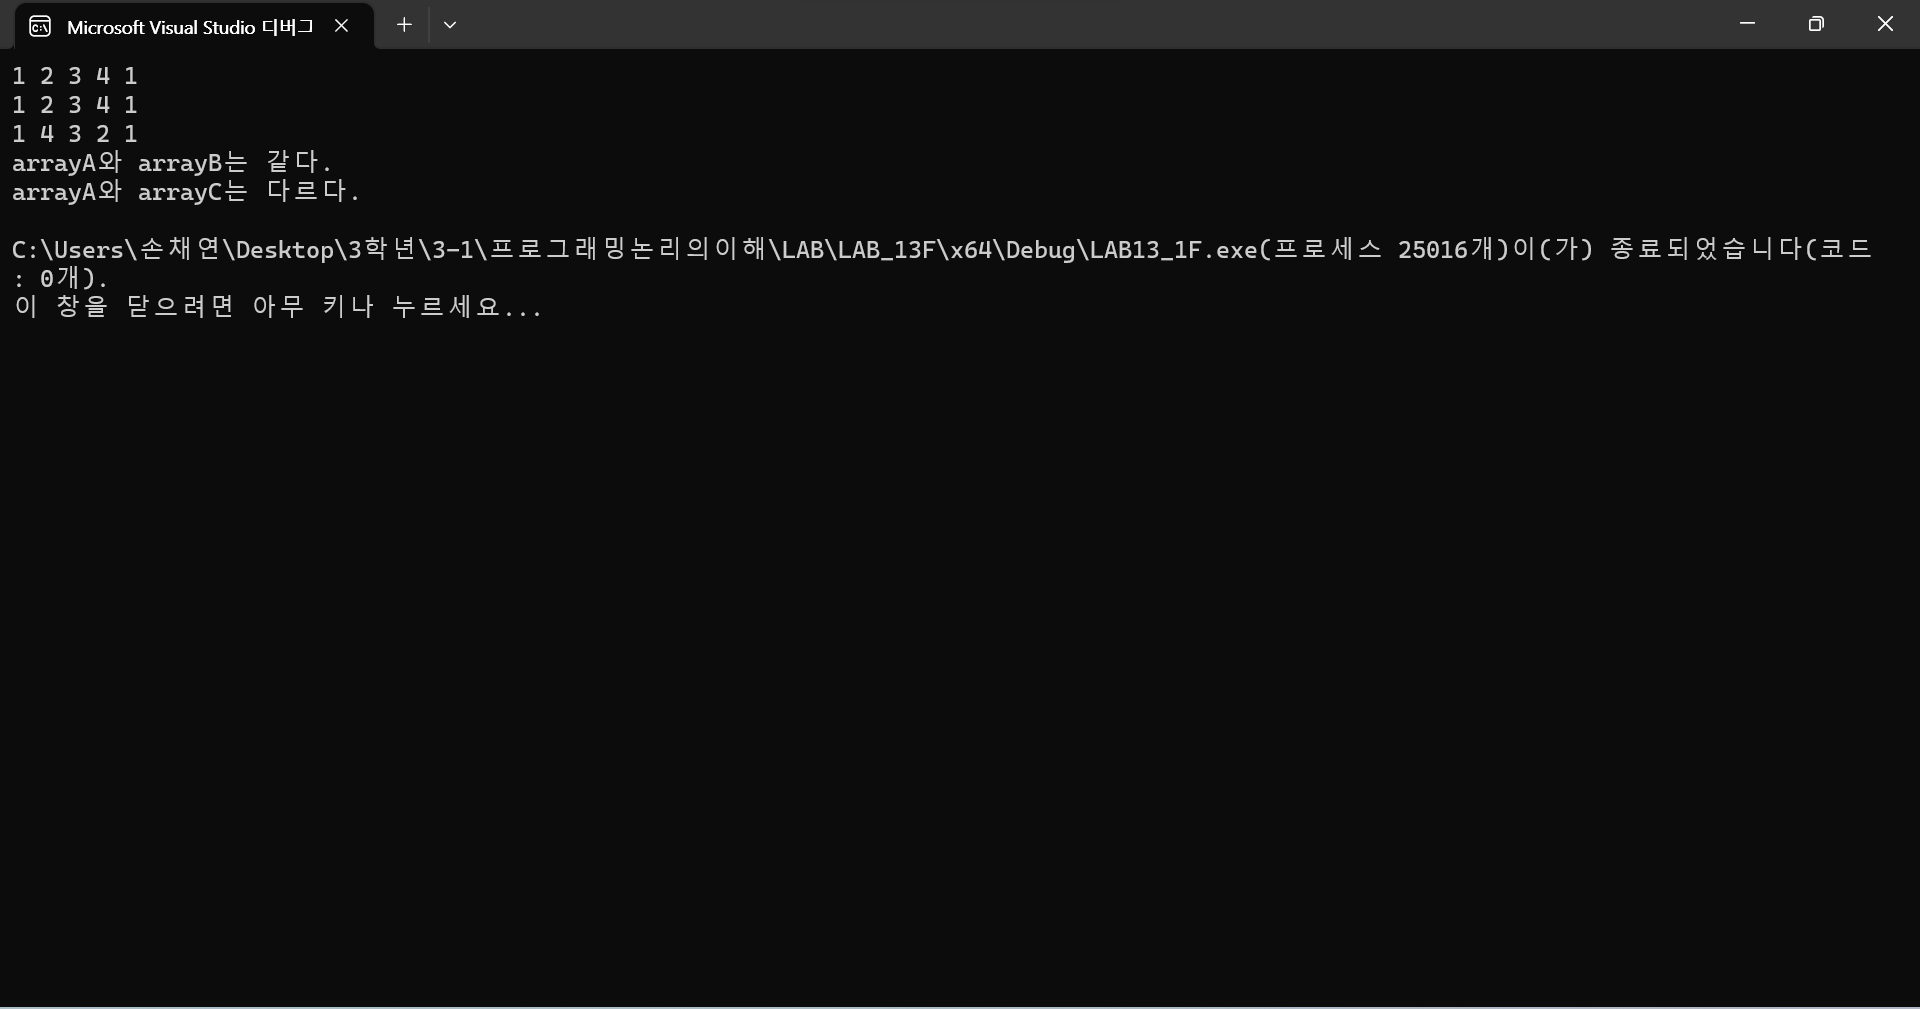 Microsoft Visual Studio 디버그
1 2 3 4 1
1 2 3 4 1
1 4 3 2 1
arrayA와 arrayB는 같다.
arrayA와 arrayC는 다르다.
C:\Users\손채연\Desktop\3학년\3-1\프로그래밍논리의이해\LAB\LAB_13F\x64\Debug\LAB13_1F.exe(프로세스 25016개)이(가) 종료되었습니다(코드
: 0개).
이 창을 닫으려면 아무 키나 누르세요...